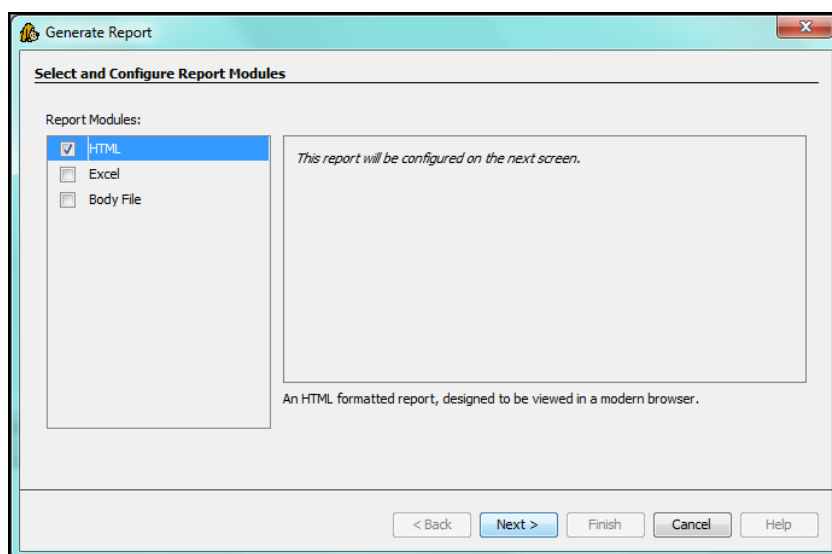 Generate Report
X
Select and Configure Report Modules
Report Modules:
HTML
Excel
Body File
This report will be configured on the next screen.
An HTML formatted report, designed to be viewed in a modern browser.
< Back
Next >
Finish
Cancel
Help